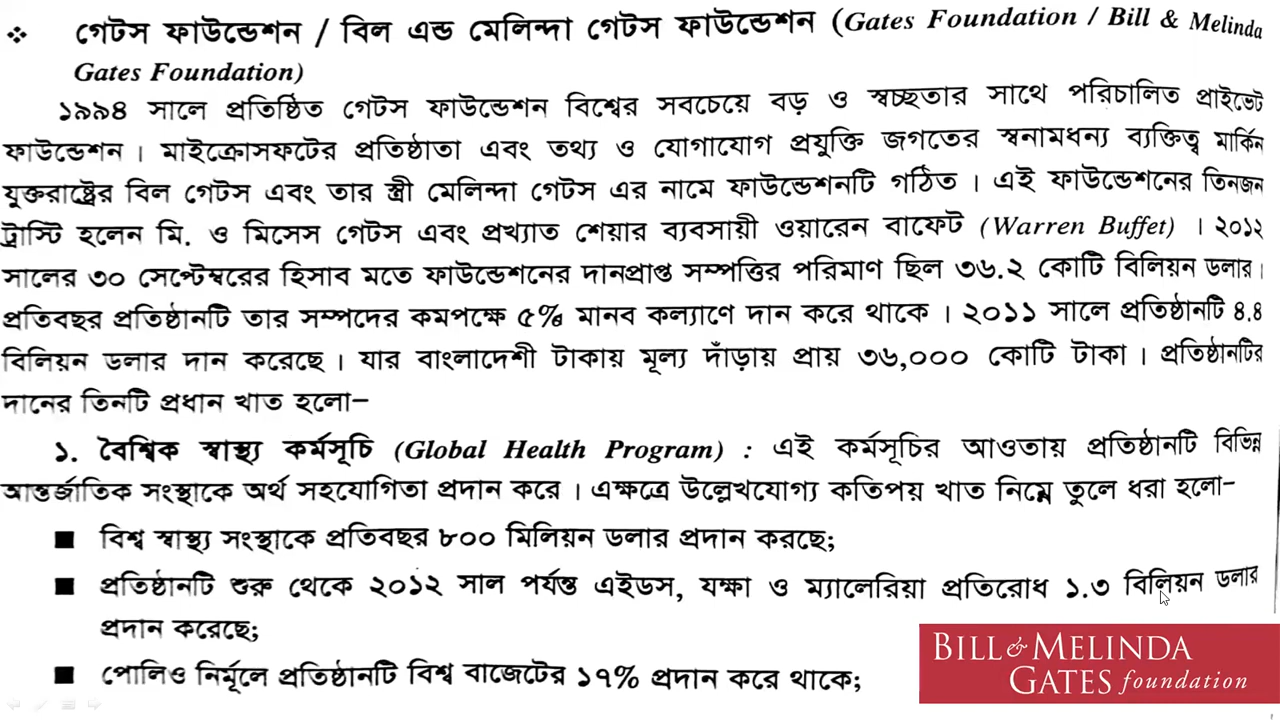 ❖ গেটস ফাউন্ডেশন / বিল এন্ড মেলিন্দা গেটস ফাউন্ডেশন (Gates Foundation / Bill & Melinda
Gates Foundation)
১৯৯৪ সালে প্রতিষ্ঠিত গেটস ফাউন্ডেশন বিশ্বের সবচেয়ে বড় ও স্বচ্ছতার সাথে পরিচালিত প্রাইভেট
ফাউন্ডেশন। মাইক্রোসফটের প্রতিষ্ঠাতা এবং তথ্য ও যোগাযোগ প্রযুক্তি জগতের স্বনামধন্য ব্যক্তিত্ব মার্কিন
যুক্তরাষ্ট্রের বিল গেটস এবং তার স্ত্রী মেলিন্দা গেটস এর নামে ফাউন্ডেশনটি গঠিত। এই ফাউন্ডেশনের তিনজন
ট্রাস্টি হলেন মি. ও মিসেস গেটস এবং প্রখ্যাত শেয়ার ব্যবসায়ী ওয়ারেন বাফেট (Warren Buffet)। ২০১২
সালের ৩০ সেপ্টেম্বরের হিসাব মতে ফাউন্ডেশনের দানপ্রাপ্ত সম্পত্তির পরিমাণ ছিল ৩৬.২ কোটি বিলিয়ন ডলার।
প্রতিবছর প্রতিষ্ঠানটি তার সম্পদের কমপক্ষে ৫% মানব কল্যাণে দান করে থাকে। ২০১১ সালে প্রতিষ্ঠানটি ৪.৪
বিলিয়ন ডলার দান করেছে। যার বাংলাদেশী টাকায় মূল্য দাঁড়ায় প্রায় ৩৬,০০০ কোটি টাকা। প্রতিষ্ঠানটির
দানের তিনটি প্রধান খাত হলো–
১. বৈশ্বিক স্বাস্থ্য কর্মসূচি (Global Health Program) : এই কর্মসূচির আওতায় প্রতিষ্ঠানটি বিভিন্ন
আন্তর্জাতিক সংস্থাকে অর্থ সহযোগিতা প্রদান করে। এক্ষত্রে উল্লেখযোগ্য কতিপয় খাত নিম্নে তুলে ধরা হলো–
■ বিশ্ব স্বাস্থ্য সংস্থাকে প্রতিবছর ৮০০ মিলিয়ন ডলার প্রদান করছে;
■ প্রতিষ্ঠানটি শুরু থেকে ২০১২ সাল পর্যন্ত এইডস, যক্ষা ও ম্যালেরিয়া প্রতিরোধ ১.৩ বিলিয়ন ডলার
প্রদান করেছে;
■ পোলিও নির্মূলে প্রতিষ্ঠানটি বিশ্ব বাজেটের ১৭% প্রদান করে থাকে;
BILL & MELINDA
GATES foundation